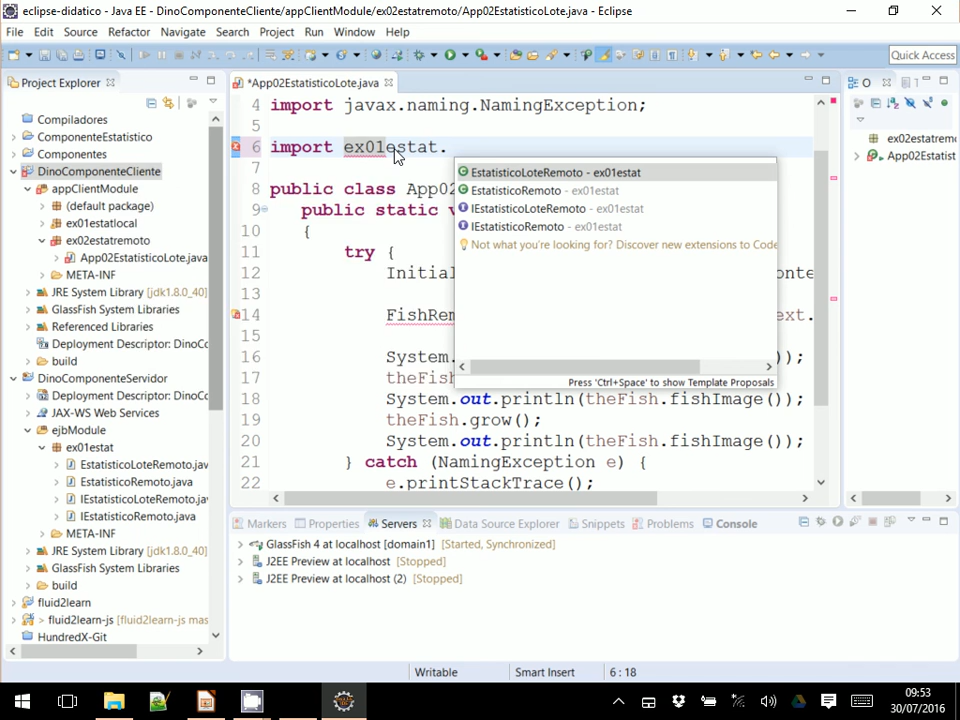 eclipse-didatico - Java EE - DinoComponenteCliente/appClientModule/ex02estatremoto/App02EstatisticoLote.java - Eclipse
File Edit Source Refactor Navigate Search Project Run Window Help
Quick Access
Project Explorer
Compiladores
ComponenteEstatistico
Componentes
DinoComponenteCliente
appClientModule
(default package)
ex01estatlocal
ex02estatremoto
App02EstatisticoLote.java
META-INF
JRE System Library [jdk1.8.0_40]
GlassFish System Libraries
Referenced Libraries
Deployment Descriptor: DinoCo
build
DinoComponenteServidor
Deployment Descriptor: DinoCo
JAX-WS Web Services
ejbModule
ex01estat
EstatisticoLoteRemoto.jav
EstatisticoRemoto.java
IEstatisticoLoteRemoto.jav
IEstatisticoRemoto.java
META-INF
JRE System Library [jdk1.8.0_40]
GlassFish System Libraries
build
fluid2learn
> fluid2learn-js mas
HundredX-Git
*App02EstatisticoLote.java
4 import javax.naming.NamingException;
5
6 import ex01estat.
7
8 public class App02
9 public static v
10 {
11 try {
12 Initial onte
13
14 FishRem ext.
15
16 System. ));
17 theFish
18 System.out.println(theFish.fishImage());
19 theFish.grow();
20 System.out.println(theFish.fishImage());
21 } catch (NamingException e) {
22 e.printStackTrace();
EstatisticoLoteRemoto - ex01estat
EstatisticoRemoto - ex01estat
IEstatisticoLoteRemoto - ex01estat
IEstatisticoRemoto - ex01estat
Not what you're looking for? Discover new extensions to Code
Press 'Ctrl+Space' to show Template Proposals
O
1
ex02estatremo
App02Estatist
Markers Properties Servers Data Source Explorer Snippets Problems Console
GlassFish 4 at localhost [domain1] [Started, Synchronized]
J2EE Preview at localhost [Stopped]
J2EE Preview at localhost (2) [Stopped]
Writable Smart Insert 6 : 18
09:53
30/07/2016